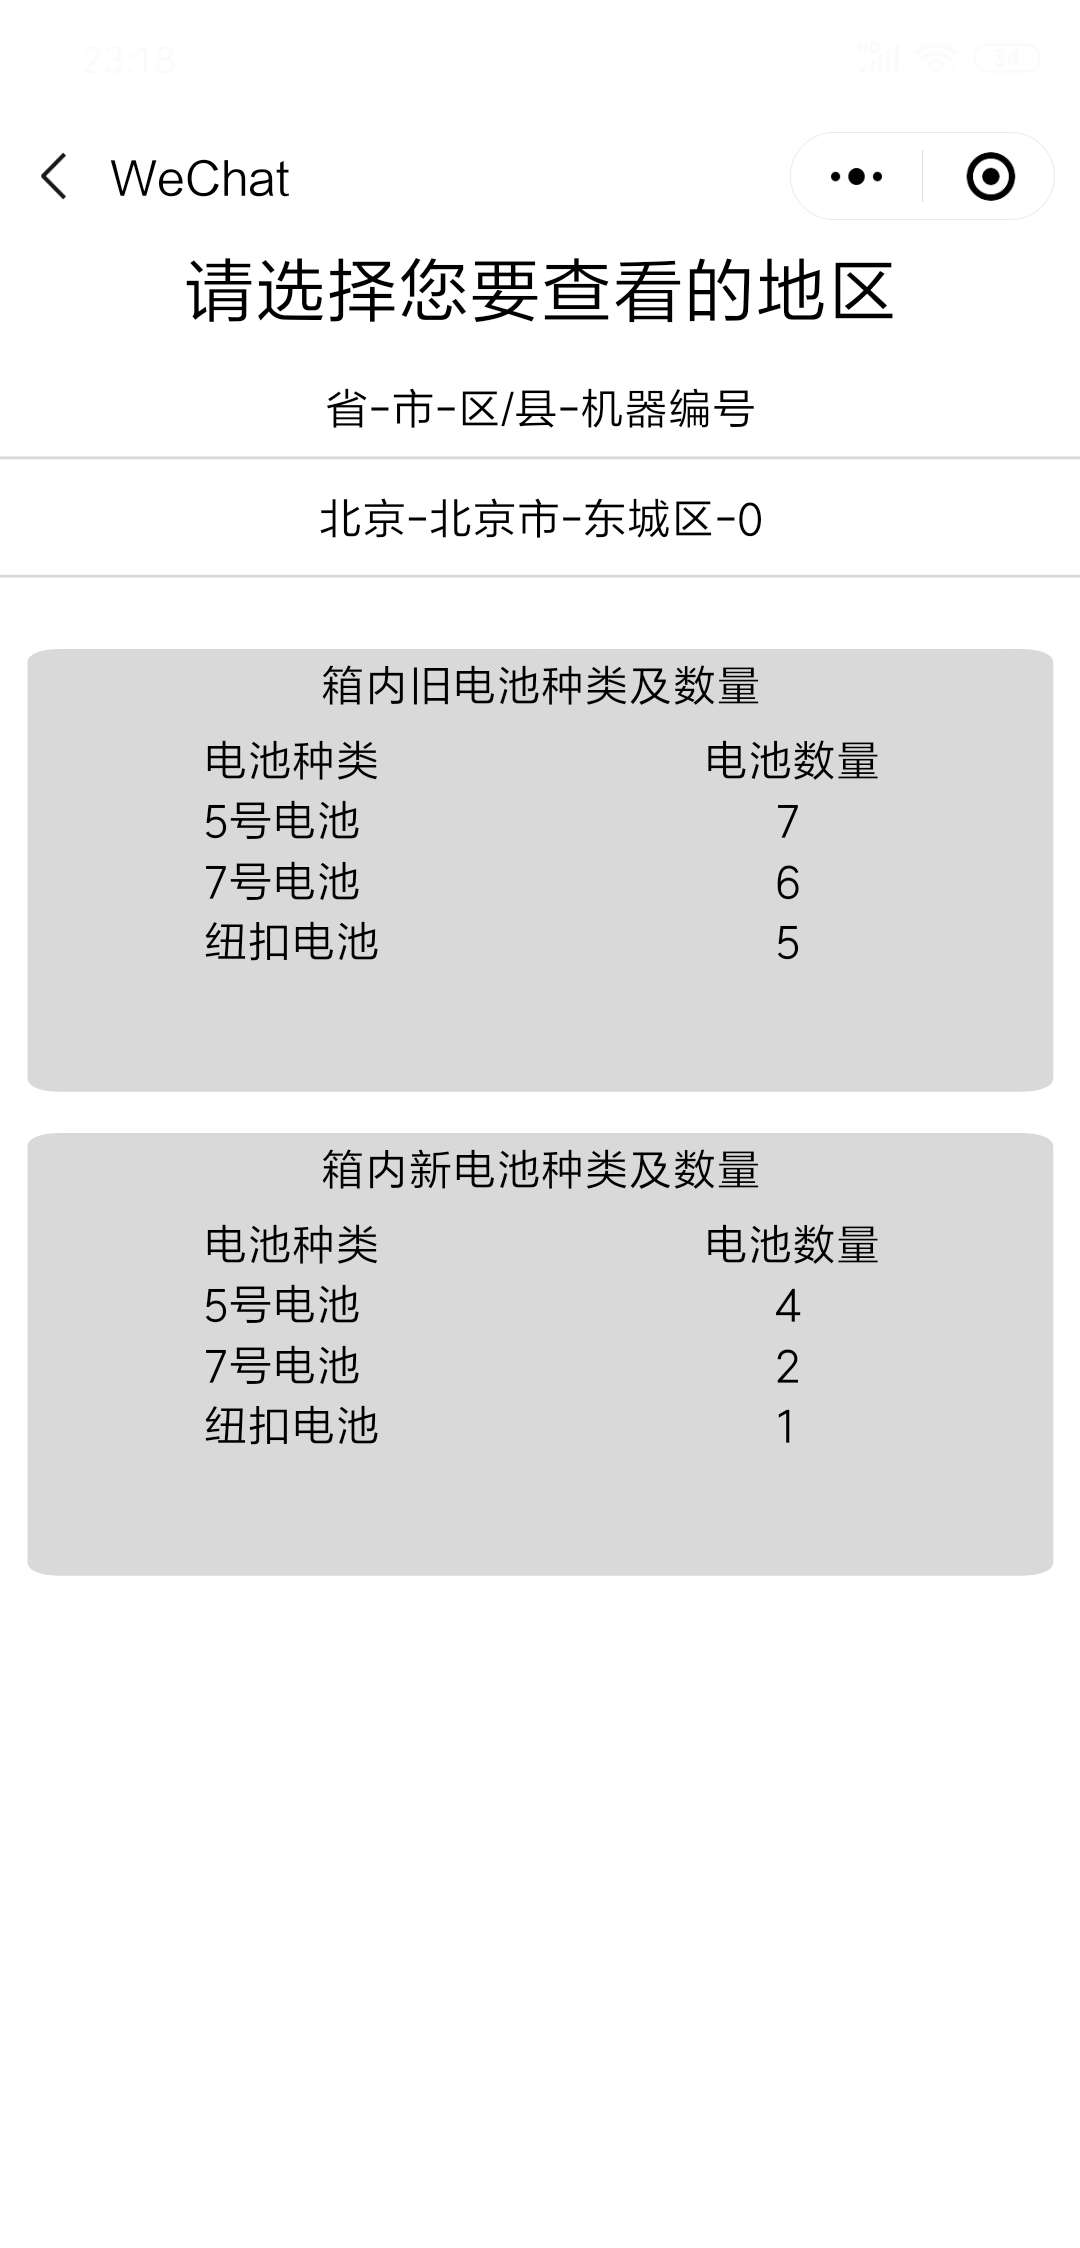 23:18
WeChat
请选择您要查看的地区
省-市-区/县-机器编号
北京-北京市-东城区-0
箱内旧电池种类及数量
电池种类 电池数量
5号电池 7
7号电池 6
纽扣电池 5
箱内新电池种类及数量
电池种类 电池数量
5号电池 4
7号电池 2
纽扣电池 1